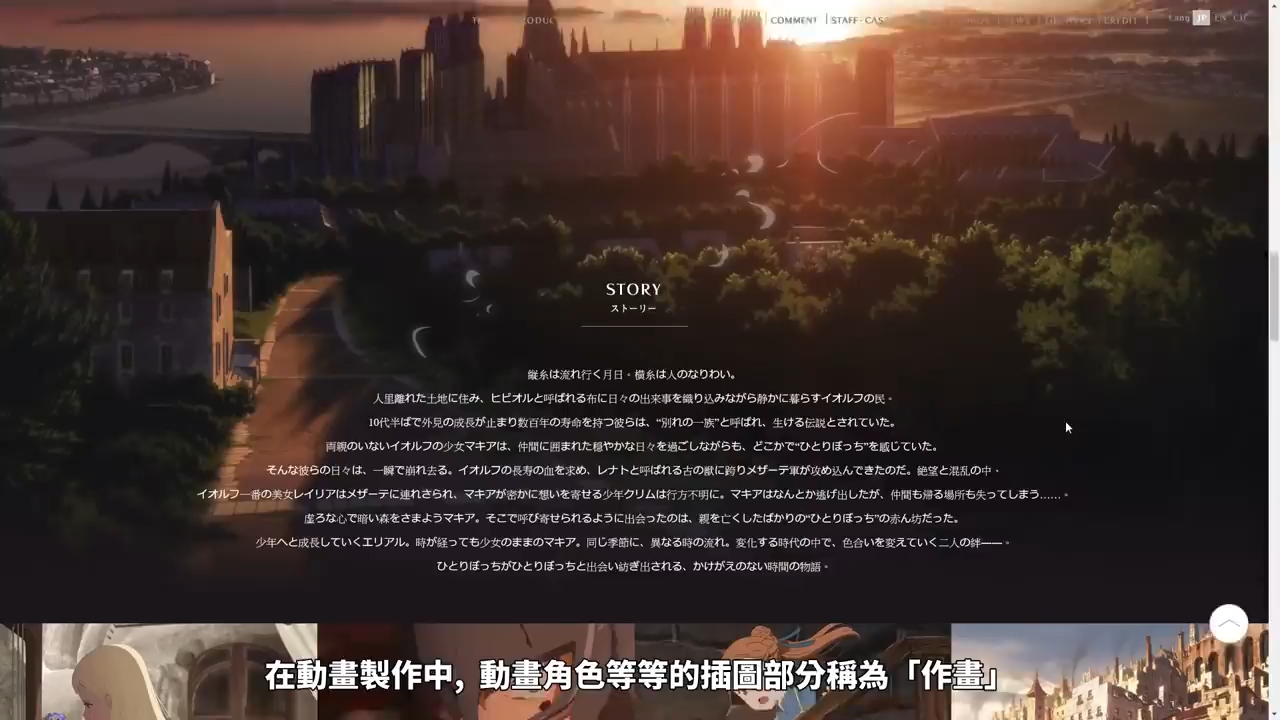 COMMENT
STAFF-CAS
CREDIT
Lang JP EN
STORY
ストーリー
縦糸は流れ行く月日。横糸は人のなりわい。
人里離れた土地に住み、ヒビオルと呼ばれる布に日々の出来事を織り込みながら静かに暮らすイオルフの民。
10代半ばで外見の成長が止まり数百年の寿命を持つ彼らは、“別れの一族”と呼ばれ、生ける伝説とされていた。
両親のいないイオルフの少女マキアは、仲間に囲まれた穏やかな日々を過ごしながらも、どこかで“ひとりぼっち”を感じていた。
そんな彼らの日々は、一瞬で崩れ去る。イオルフの長寿の血を求め、レナトと呼ばれる古の獣に跨りメザーテ軍が攻め込んできたのだ。絶望と混乱の中、
イオルフ一番の美女レイリアはメザーテに連れさられ、マキアが密かに想いを寄せる少年クリムは行方不明に。マキアはなんとか逃げ出したが、仲間も帰る場所も失ってしまう……。
虚ろな心で暗い森をさまようマキア。そこで呼び寄せられるように出会ったのは、親を亡くしたばかりの“ひとりぼっち”の赤ん坊だった。
少年へと成長していくエリアル。時が経っても少女のままのマキア。同じ季節に、異なる時の流れ。変化する時代の中で、色合いを変えていく二人の絆――。
ひとりぼっちがひとりぼっちと出会い紡ぎ出される、かけがえのない時間の物語。
在動畫製作中，動畫角色等等的插圖部分稱為「作畫」